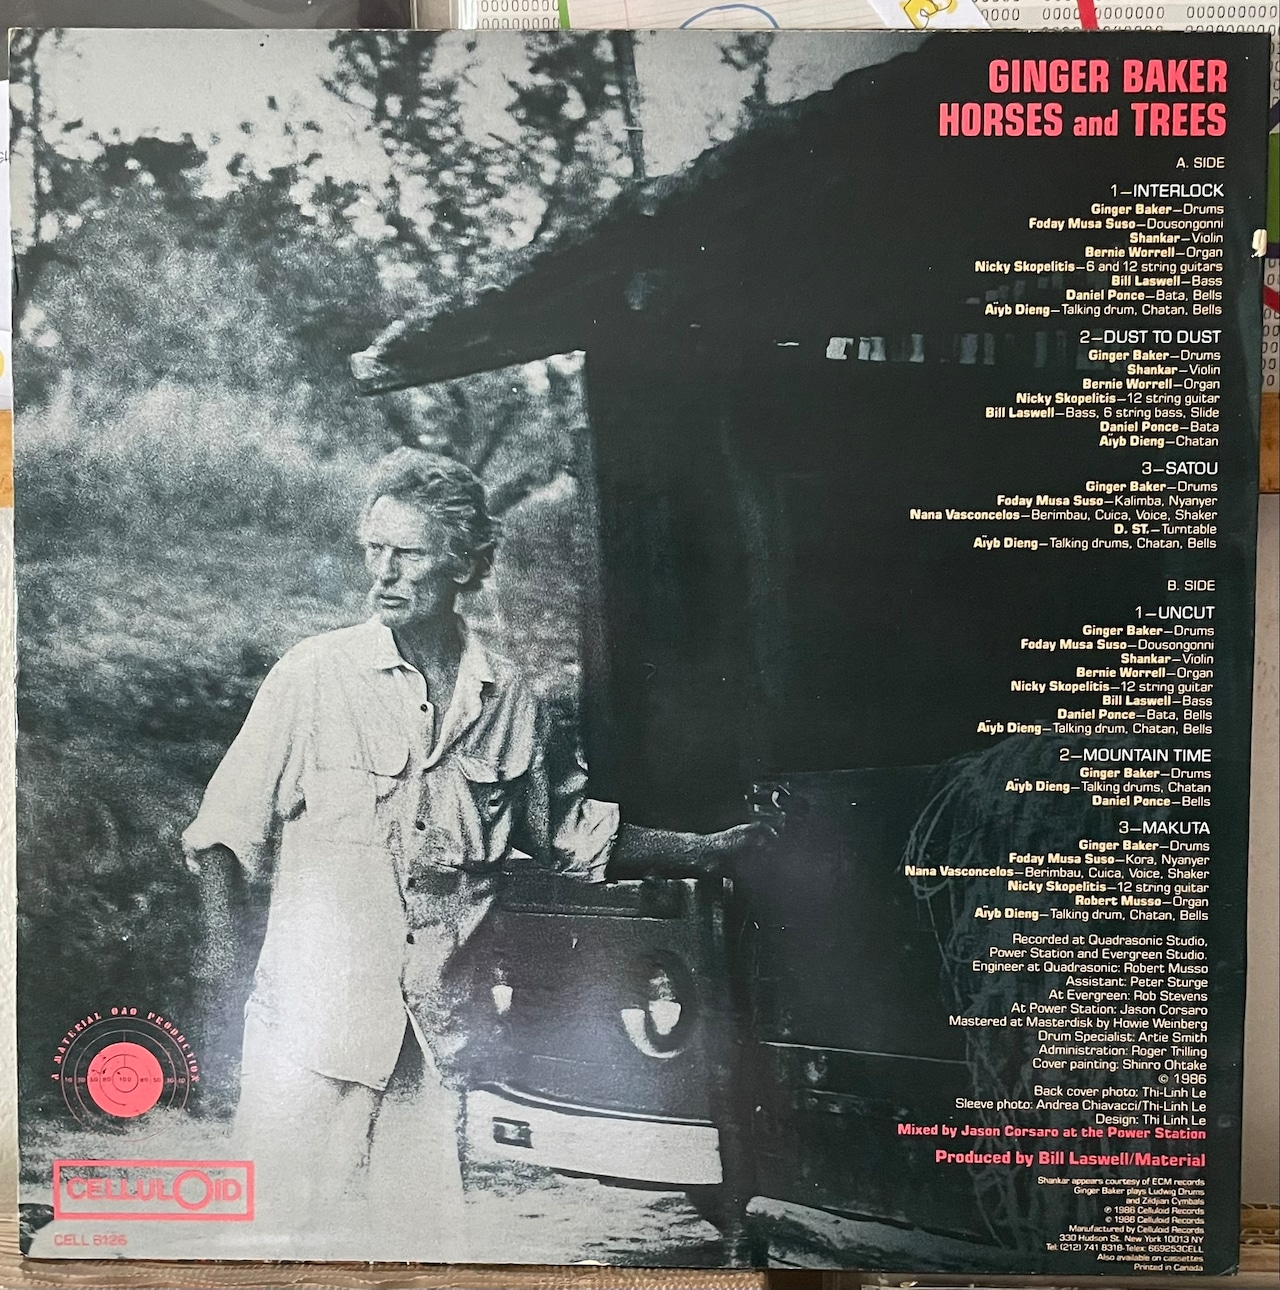 GINGER BAKER
HORSES and TREES
A. SIDE
1—INTERLOCK
Ginger Baker—Drums
Foday Musa Suso—Dousongonni
Shankar—Violin
Bernie Worrell—Organ
Nicky Skopelitis—6 and 12 string guitars
Bill Laswell—Bass
Daniel Ponce—Bata, Bells
Aïyb Dieng—Talking drum, Chatan, Bells
2—DUST TO DUST
Ginger Baker—Drums
Shankar—Violin
Bernie Worrell—Organ
Nicky Skopelitis—12 string guitar
Bill Laswell—Bass, 6 string bass, Slide
Daniel Ponce—Bata
Aïyb Dieng—Chatan
3—SATOU
Ginger Baker—Drums
Foday Musa Suso—Kalimba, Nyanyer
Nana Vasconcelos—Berimbau, Cuica, Voice, Shaker
D. ST.—Turntable
Aïyb Dieng—Talking drums, Chatan, Bells
B. SIDE
1—UNCUT
Ginger Baker—Drums
Foday Musa Suso—Dousongonni
Shankar—Violin
Bernie Worrell—Organ
Nicky Skopelitis—12 string guitar
Bill Laswell—Bass
Daniel Ponce—Bata, Bells
Aïyb Dieng—Talking drum, Chatan, Bells
2—MOUNTAIN TIME
Ginger Baker—Drums
Aïyb Dieng—Talking drums, Chatan
Daniel Ponce—Bells
3—MAKUTA
Ginger Baker—Drums
Foday Musa Suso—Kora, Nyanyer
Nana Vasconcelos—Berimbau, Cuica, Voice, Shaker
Nicky Skopelitis—12 string guitar
Robert Musso—Organ
Aïyb Dieng—Talking drum, Chatan, Bells
Recorded at Quadrasonic Studio,
Power Station and Evergreen Studio.
Engineer at Quadrasonic: Robert Musso
Assistant: Peter Sturge
At Evergreen: Rob Stevens
At Power Station: Jason Corsaro
Mastered at Masterdisk by Howie Weinberg
Drum Specialist: Artie Smith
Administration: Roger Trilling
Cover painting: Shinro Ohtake
© 1986
Back cover photo: Thi-Linh Le
Sleeve photo: Andrea Chiavacci/Thi-Linh Le
Design: Thi Linh Le
Mixed by Jason Corsaro at the Power Station
Produced by Bill Laswell/Material
Shankar appears courtesy of ECM records
Ginger Baker plays Ludwig Drums
and Zildjian Cymbals
℗ 1986 Celluloid Records
© 1986 Celluloid Records
Manufactured by Celluloid Records
330 Hudson St. New York 10013 NY
Tel: (212) 741 8318-Telex: 669253CELL
Also available on cassettes
Printed in Canada
A MATERIAL OAO PRODUCTION
CELLULOID
CELL 6126